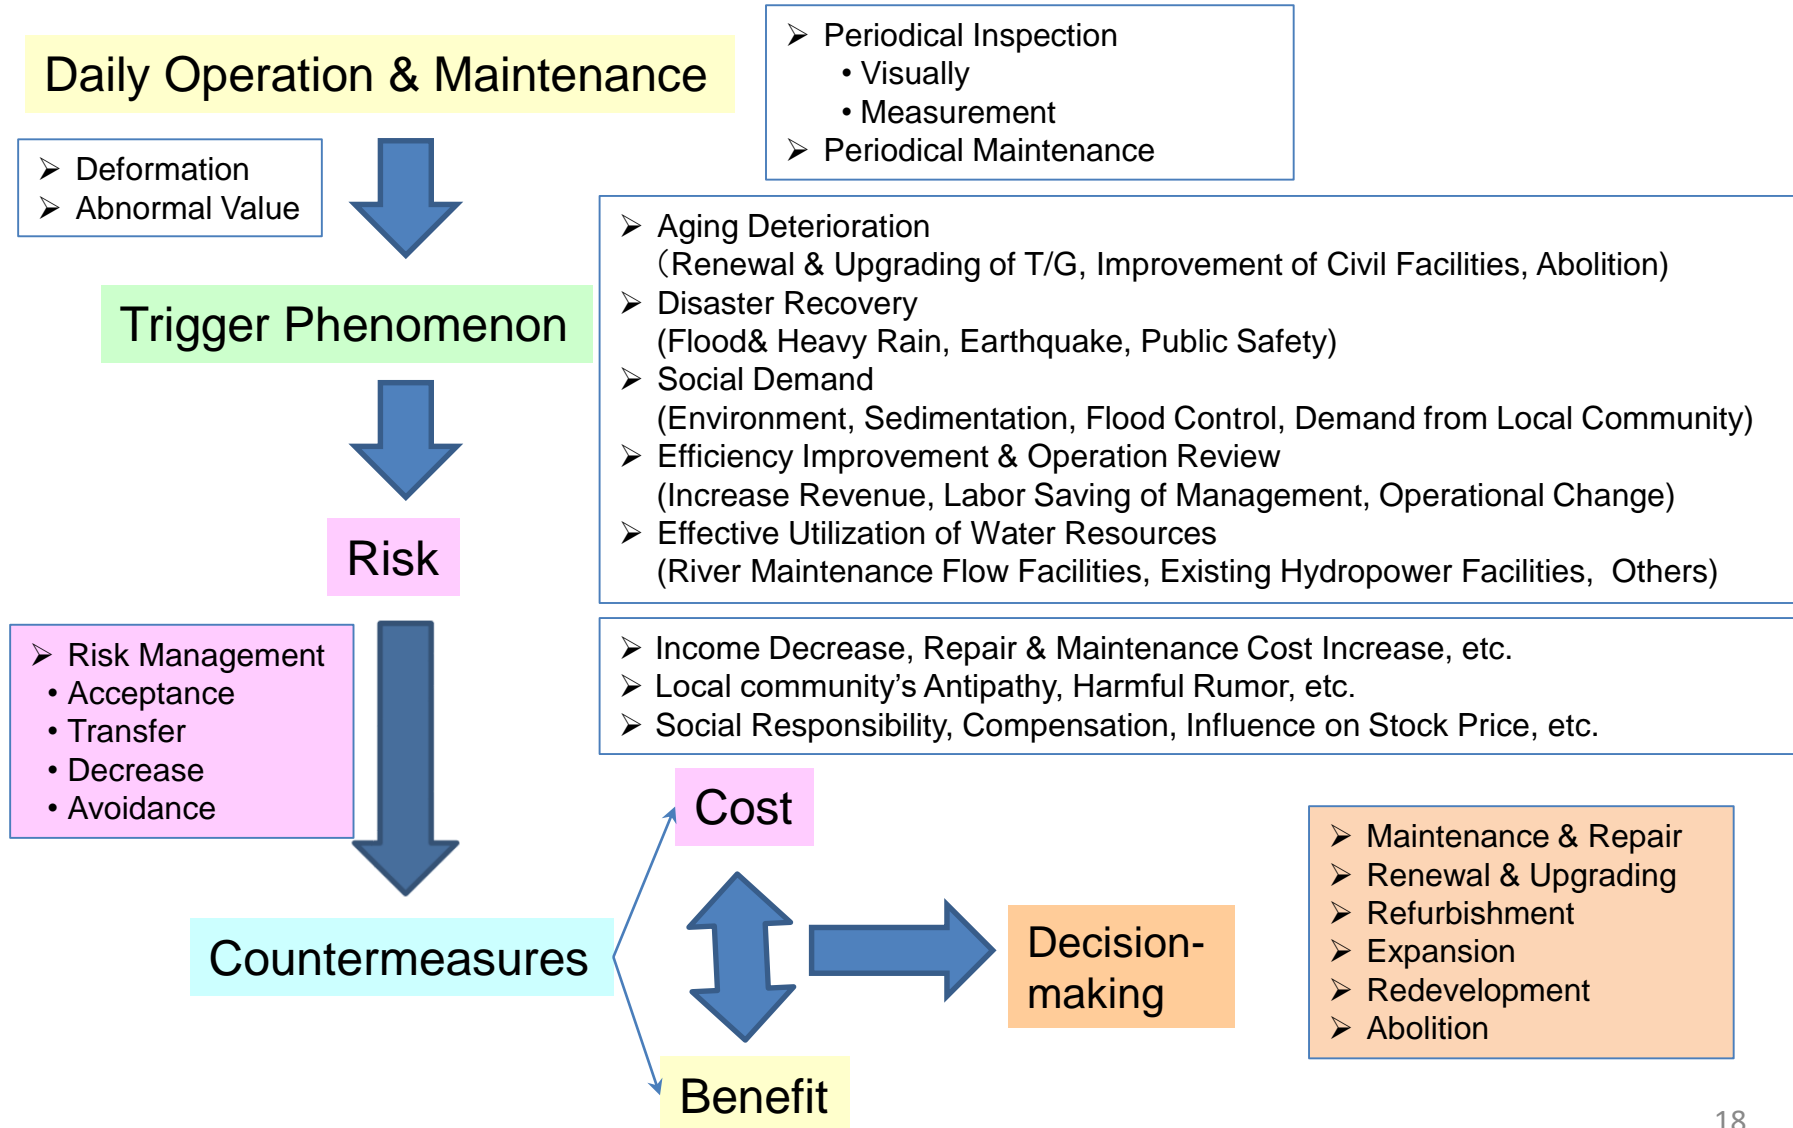 Daily Operation & Maintenance
➢ Periodical Inspection
• Visually
• Measurement
➢ Periodical Maintenance
➢ Deformation
➢ Abnormal Value
Trigger Phenomenon
➢ Aging Deterioration
（Renewal & Upgrading of T/G, Improvement of Civil Facilities, Abolition)
➢ Disaster Recovery
(Flood& Heavy Rain, Earthquake, Public Safety)
➢ Social Demand
(Environment, Sedimentation, Flood Control, Demand from Local Community)
➢ Efficiency Improvement & Operation Review
(Increase Revenue, Labor Saving of Management, Operational Change)
➢ Effective Utilization of Water Resources
(River Maintenance Flow Facilities, Existing Hydropower Facilities, Others)
Risk
➢ Income Decrease, Repair & Maintenance Cost Increase, etc.
➢ Local community’s Antipathy, Harmful Rumor, etc.
➢ Social Responsibility, Compensation, Influence on Stock Price, etc.
➢ Risk Management
• Acceptance
• Transfer
• Decrease
• Avoidance
Countermeasures
Cost
Benefit
Decision-
making
➢ Maintenance & Repair
➢ Renewal & Upgrading
➢ Refurbishment
➢ Expansion
➢ Redevelopment
➢ Abolition
18